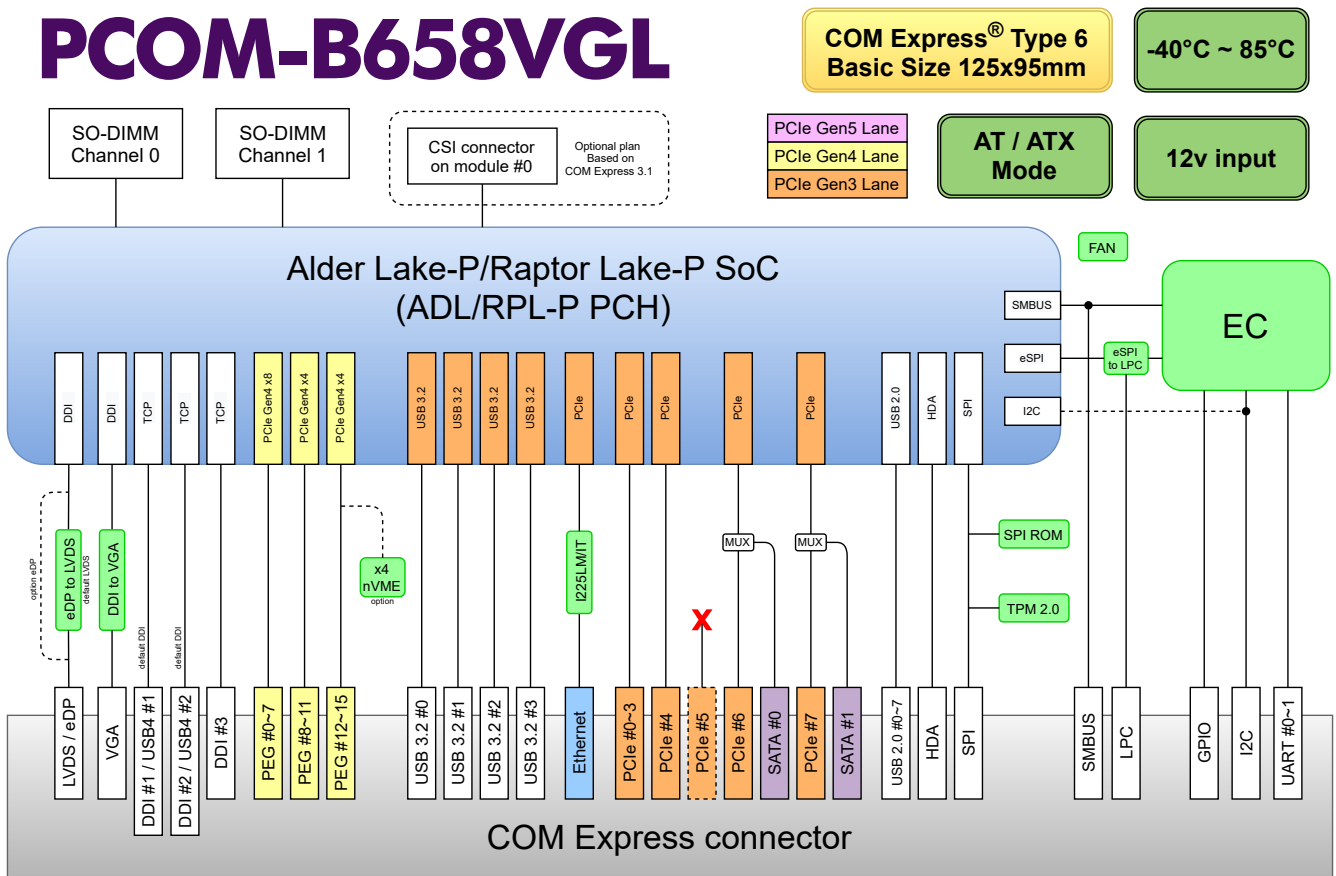 PCOM-B658VGL
COM Express® Type 6
Basic Size 125x95mm
-40°C ~ 85°C
SO-DIMM
Channel 0
SO-DIMM
Channel 1
CSI connector
on module #0
Optional plan
Based on
COM Express 3.1
PCIe Gen5 Lane
PCIe Gen4 Lane
PCIe Gen3 Lane
AT / ATX
Mode
12v input
Alder Lake-P/Raptor Lake-P SoC
(ADL/RPL-P PCH)
FAN
SMBUS
eSPI
I2C
eSPI
to LPC
EC
DDI
DDI
TCP
TCP
TCP
PCIe Gen4 x8
PCIe Gen4 x4
PCIe Gen4 x4
USB 3.2
USB 3.2
USB 3.2
USB 3.2
PCIe
PCIe
PCIe
PCIe
PCIe
USB 2.0
HDA
SPI
option eDP
eDP to LVDS
default LVDS
DDI to VGA
default DDI
default DDI
x4
nVME
option
I225LM/IT
X
MUX
MUX
SPI ROM
TPM 2.0
LVDS / eDP
VGA
DDI #1 / USB4 #1
DDI #2 / USB4 #2
DDI #3
PEG #0~7
PEG #8~11
PEG #12~15
USB 3.2 #0
USB 3.2 #1
USB 3.2 #2
USB 3.2 #3
Ethernet
PCIe #0~3
PCIe #4
PCIe #5
PCIe #6
SATA #0
PCIe #7
SATA #1
USB 2.0 #0~7
HDA
SPI
SMBUS
LPC
GPIO
I2C
UART #0~1
COM Express connector